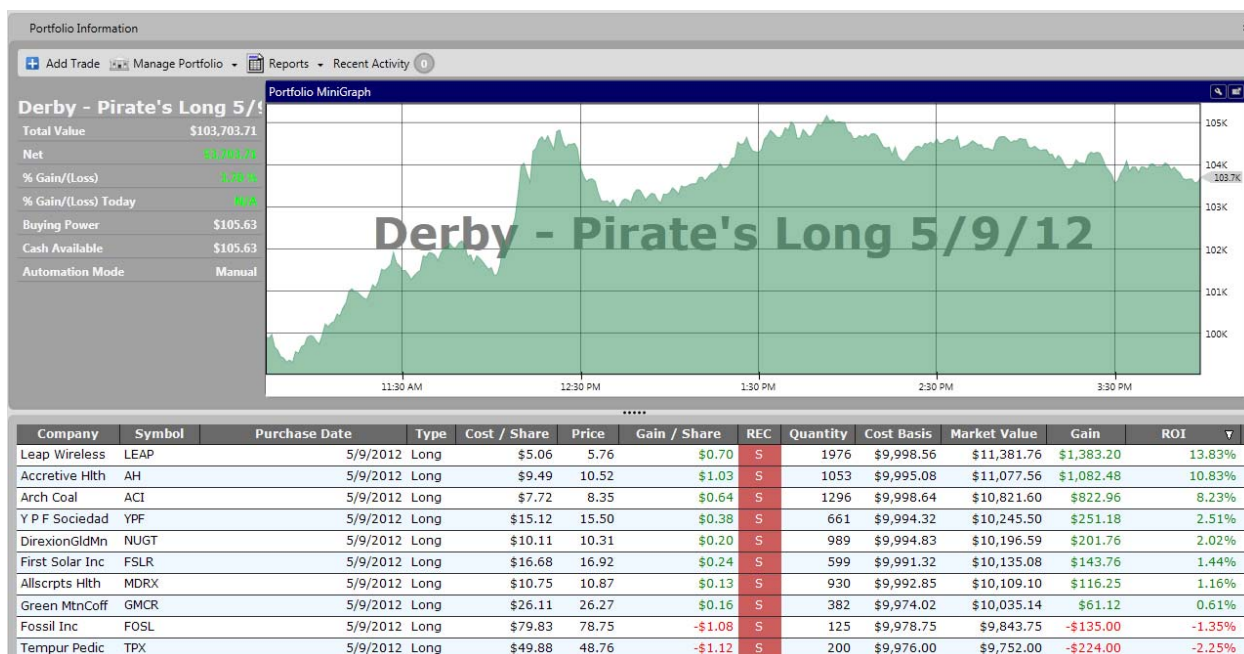 Portfolio Information
Add Trade Manage Portfolio Reports Recent Activity 0
Derby - Pirate's Long 5/9
Total Value $103,703.71
Net $3,703.71
% Gain/(Loss)
% Gain/(Loss) Today N/A
Buying Power $105.63
Cash Available $105.63
Automation Mode Manual
Portfolio MiniGraph
Derby - Pirate's Long 5/9/12
105K
104K
103.7K
103K
102K
101K
100K
11:30 AM 12:30 PM 1:30 PM 2:30 PM 3:30 PM
Company Symbol Purchase Date Type Cost / Share Price Gain / Share REC Quantity Cost Basis Market Value Gain ROI
Leap Wireless LEAP 5/9/2012 Long $5.06 5.76 $0.70 S 1976 $9,998.56 $11,381.76 $1,383.20 13.83%
Accretive Hlth AH 5/9/2012 Long $9.49 10.52 $1.03 S 1053 $9,995.08 $11,077.56 $1,082.48 10.83%
Arch Coal ACI 5/9/2012 Long $7.72 8.35 $0.64 S 1296 $9,998.64 $10,821.60 $822.96 8.23%
Y P F Sociedad YPF 5/9/2012 Long $15.12 15.50 $0.38 S 661 $9,994.32 $10,245.50 $251.18 2.51%
DirexionGldMn NUGT 5/9/2012 Long $10.11 10.31 $0.20 S 989 $9,994.83 $10,196.59 $201.76 2.02%
First Solar Inc FSLR 5/9/2012 Long $16.68 16.92 $0.24 S 599 $9,991.32 $10,135.08 $143.76 1.44%
Allscrpts Hlth MDRX 5/9/2012 Long $10.75 10.87 $0.13 S 930 $9,992.85 $10,109.10 $116.25 1.16%
Green MtnCoff GMCR 5/9/2012 Long $26.11 26.27 $0.16 S 382 $9,974.02 $10,035.14 $61.12 0.61%
Fossil Inc FOSL 5/9/2012 Long $79.83 78.75 -$1.08 S 125 $9,978.75 $9,843.75 -$135.00 -1.35%
Tempur Pedic TPX 5/9/2012 Long $49.88 48.76 -$1.12 S 200 $9,976.00 $9,752.00 -$224.00 -2.25%